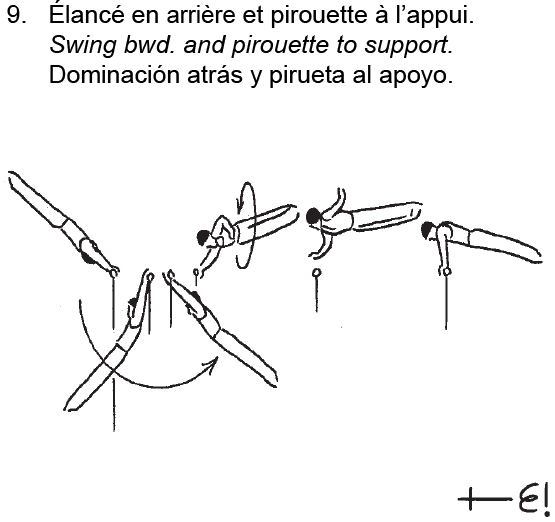 9. Élancé en arrière et pirouette à l’appui.
Swing bwd. and pirouette to support.
Dominación atrás y pirueta al apoyo.